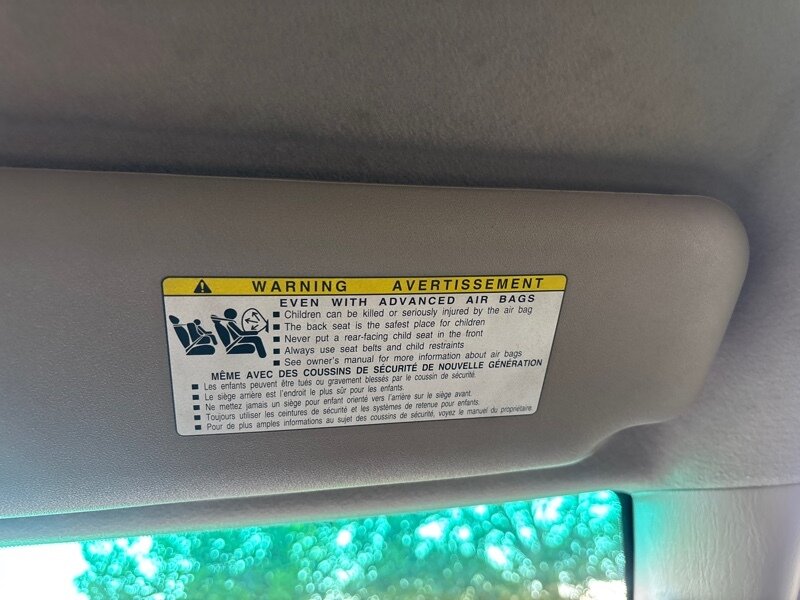 WARNING AVERTISSEMENT
EVEN WITH ADVANCED AIR BAGS
■ Children can be killed or seriously injured by the air bag
■ The back seat is the safest place for children
■ Never put a rear-facing child seat in the front
■ Always use seat belts and child restraints
■ See owner's manual for more information about air bags
MÊME AVEC DES COUSSINS DE SÉCURITÉ DE NOUVELLE GÉNÉRATION
■ Les enfants peuvent être tués ou gravement blessés par le coussin de sécurité.
■ Le siège arrière est l'endroit le plus sûr pour les enfants.
■ Ne mettez jamais un siège pour enfant orienté vers l'arrière sur le siège avant.
■ Toujours utiliser les ceintures de sécurité et les systèmes de retenue pour enfants.
■ Pour de plus amples informations au sujet des coussins de sécurité, voyez le manuel du propriétaire.